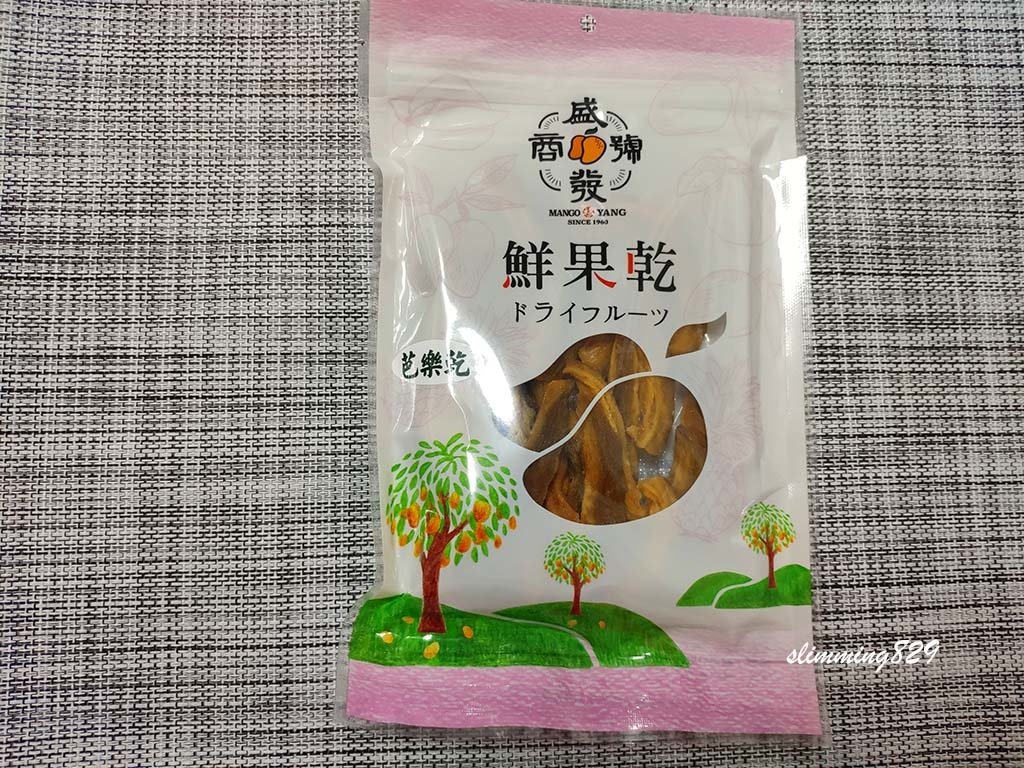 盛發商號
MANGO YANG
SINCE 1960
鮮果乾
ドライフルーツ
芭樂乾
slimming829